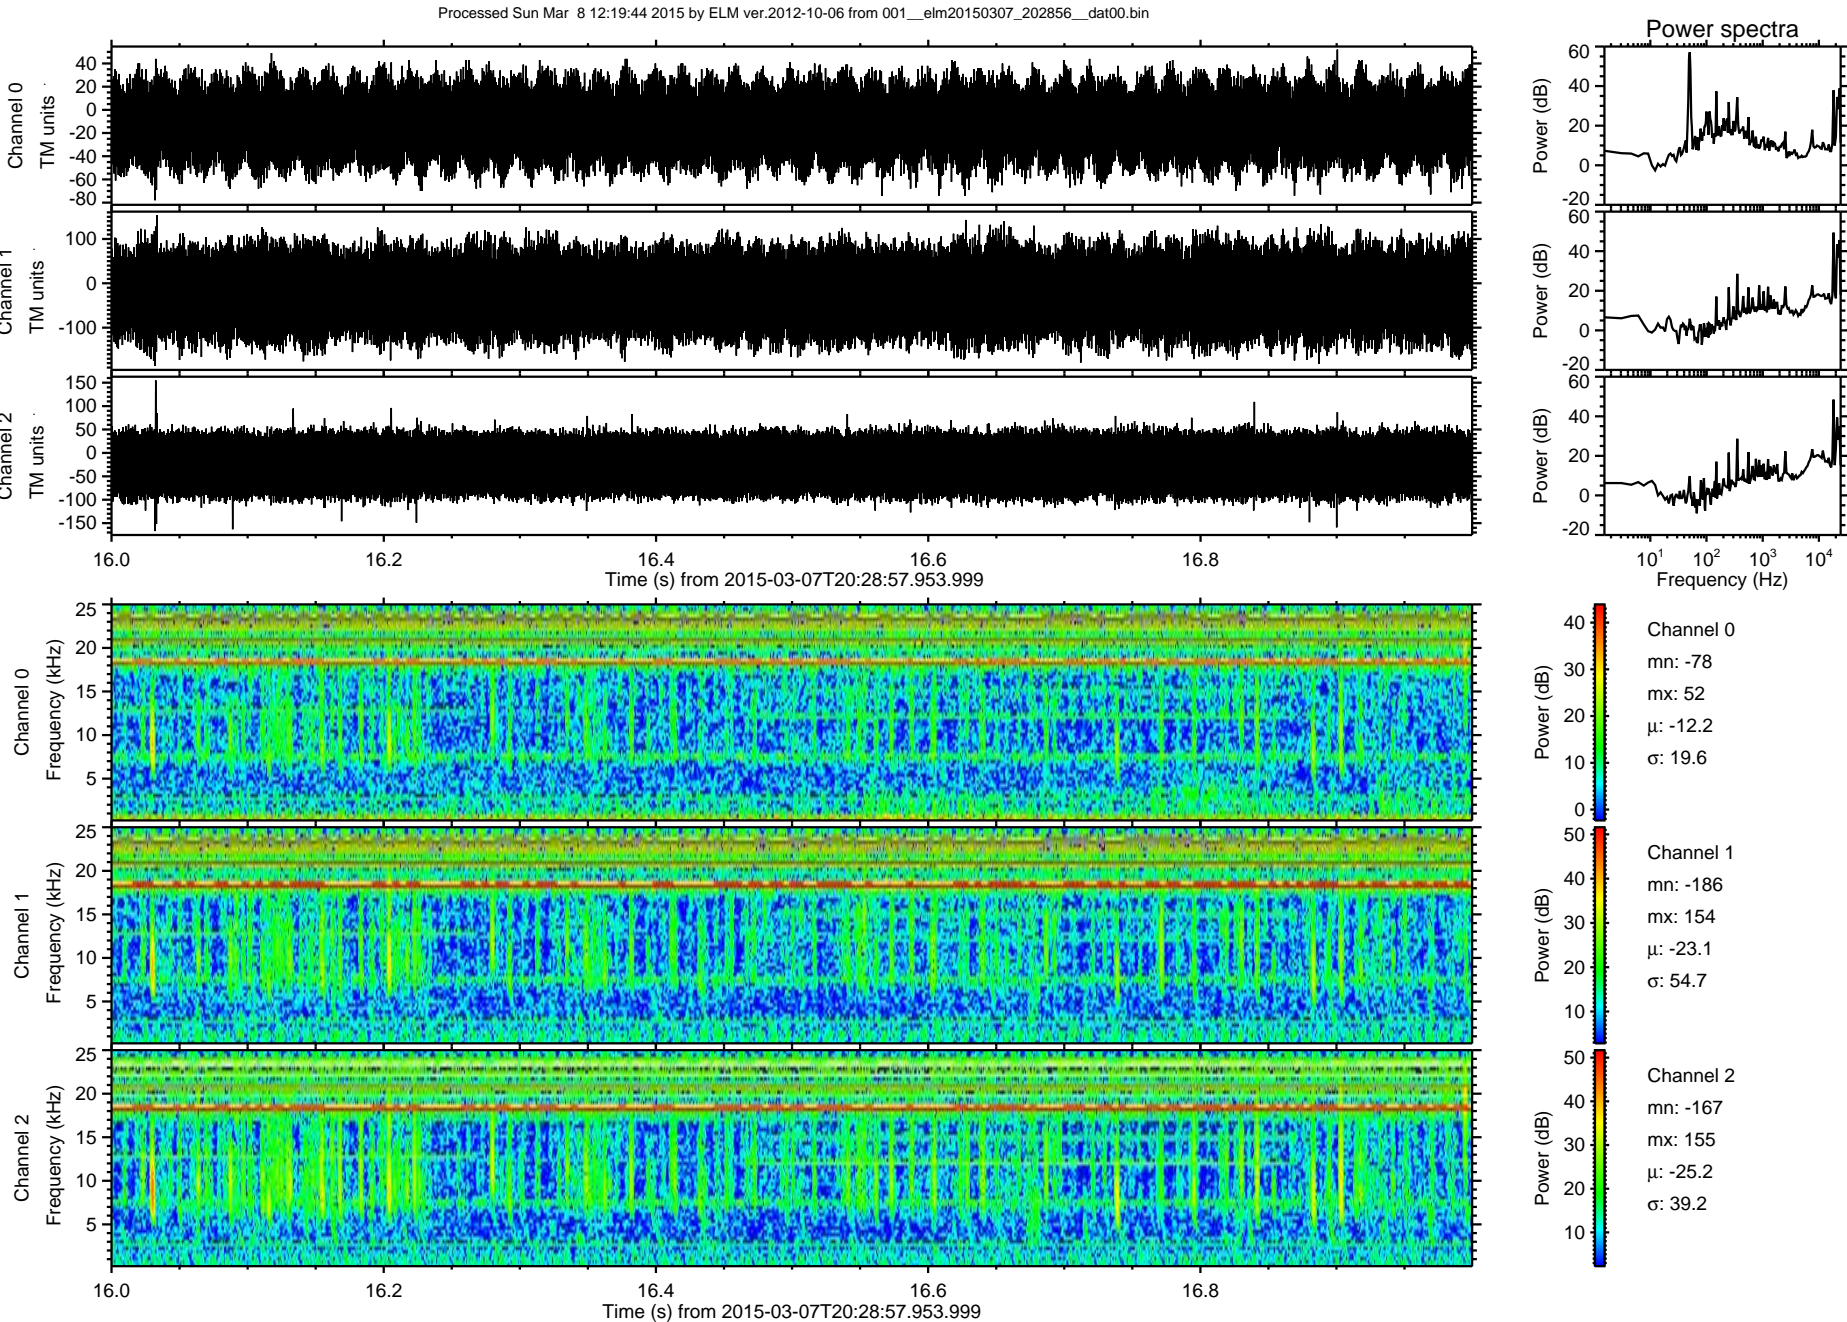 Processed Sun Mar  8 12:19:44 2015 by ELM ver.2012-10-06 from 001__elm20150307_202856__dat00.bin
Power spectra
Channel 0
TM units
40
20
0
-20
-40
-60
-80
Power (dB)
60
40
20
0
-20
Channel 1
TM units
100
0
-100
Power (dB)
60
40
20
0
-20
Channel 2
TM units
150
100
50
0
-50
-100
-150
Power (dB)
60
40
20
0
-20
16.0 16.2 16.4 16.6 16.8
Time (s) from 2015-03-07T20:28:57.953.999
10¹ 10² 10³ 10⁴
Frequency (Hz)
Channel 0
Frequency (kHz)
25
20
15
10
5
Power (dB)
40
30
20
10
0
Channel 0
mn: -78
mx: 52
μ: -12.2
σ: 19.6
Channel 1
Frequency (kHz)
25
20
15
10
5
Power (dB)
50
40
30
20
10
Channel 1
mn: -186
mx: 154
μ: -23.1
σ: 54.7
Channel 2
Frequency (kHz)
25
20
15
10
5
Power (dB)
50
40
30
20
10
Channel 2
mn: -167
mx: 155
μ: -25.2
σ: 39.2
16.0 16.2 16.4 16.6 16.8
Time (s) from 2015-03-07T20:28:57.953.999